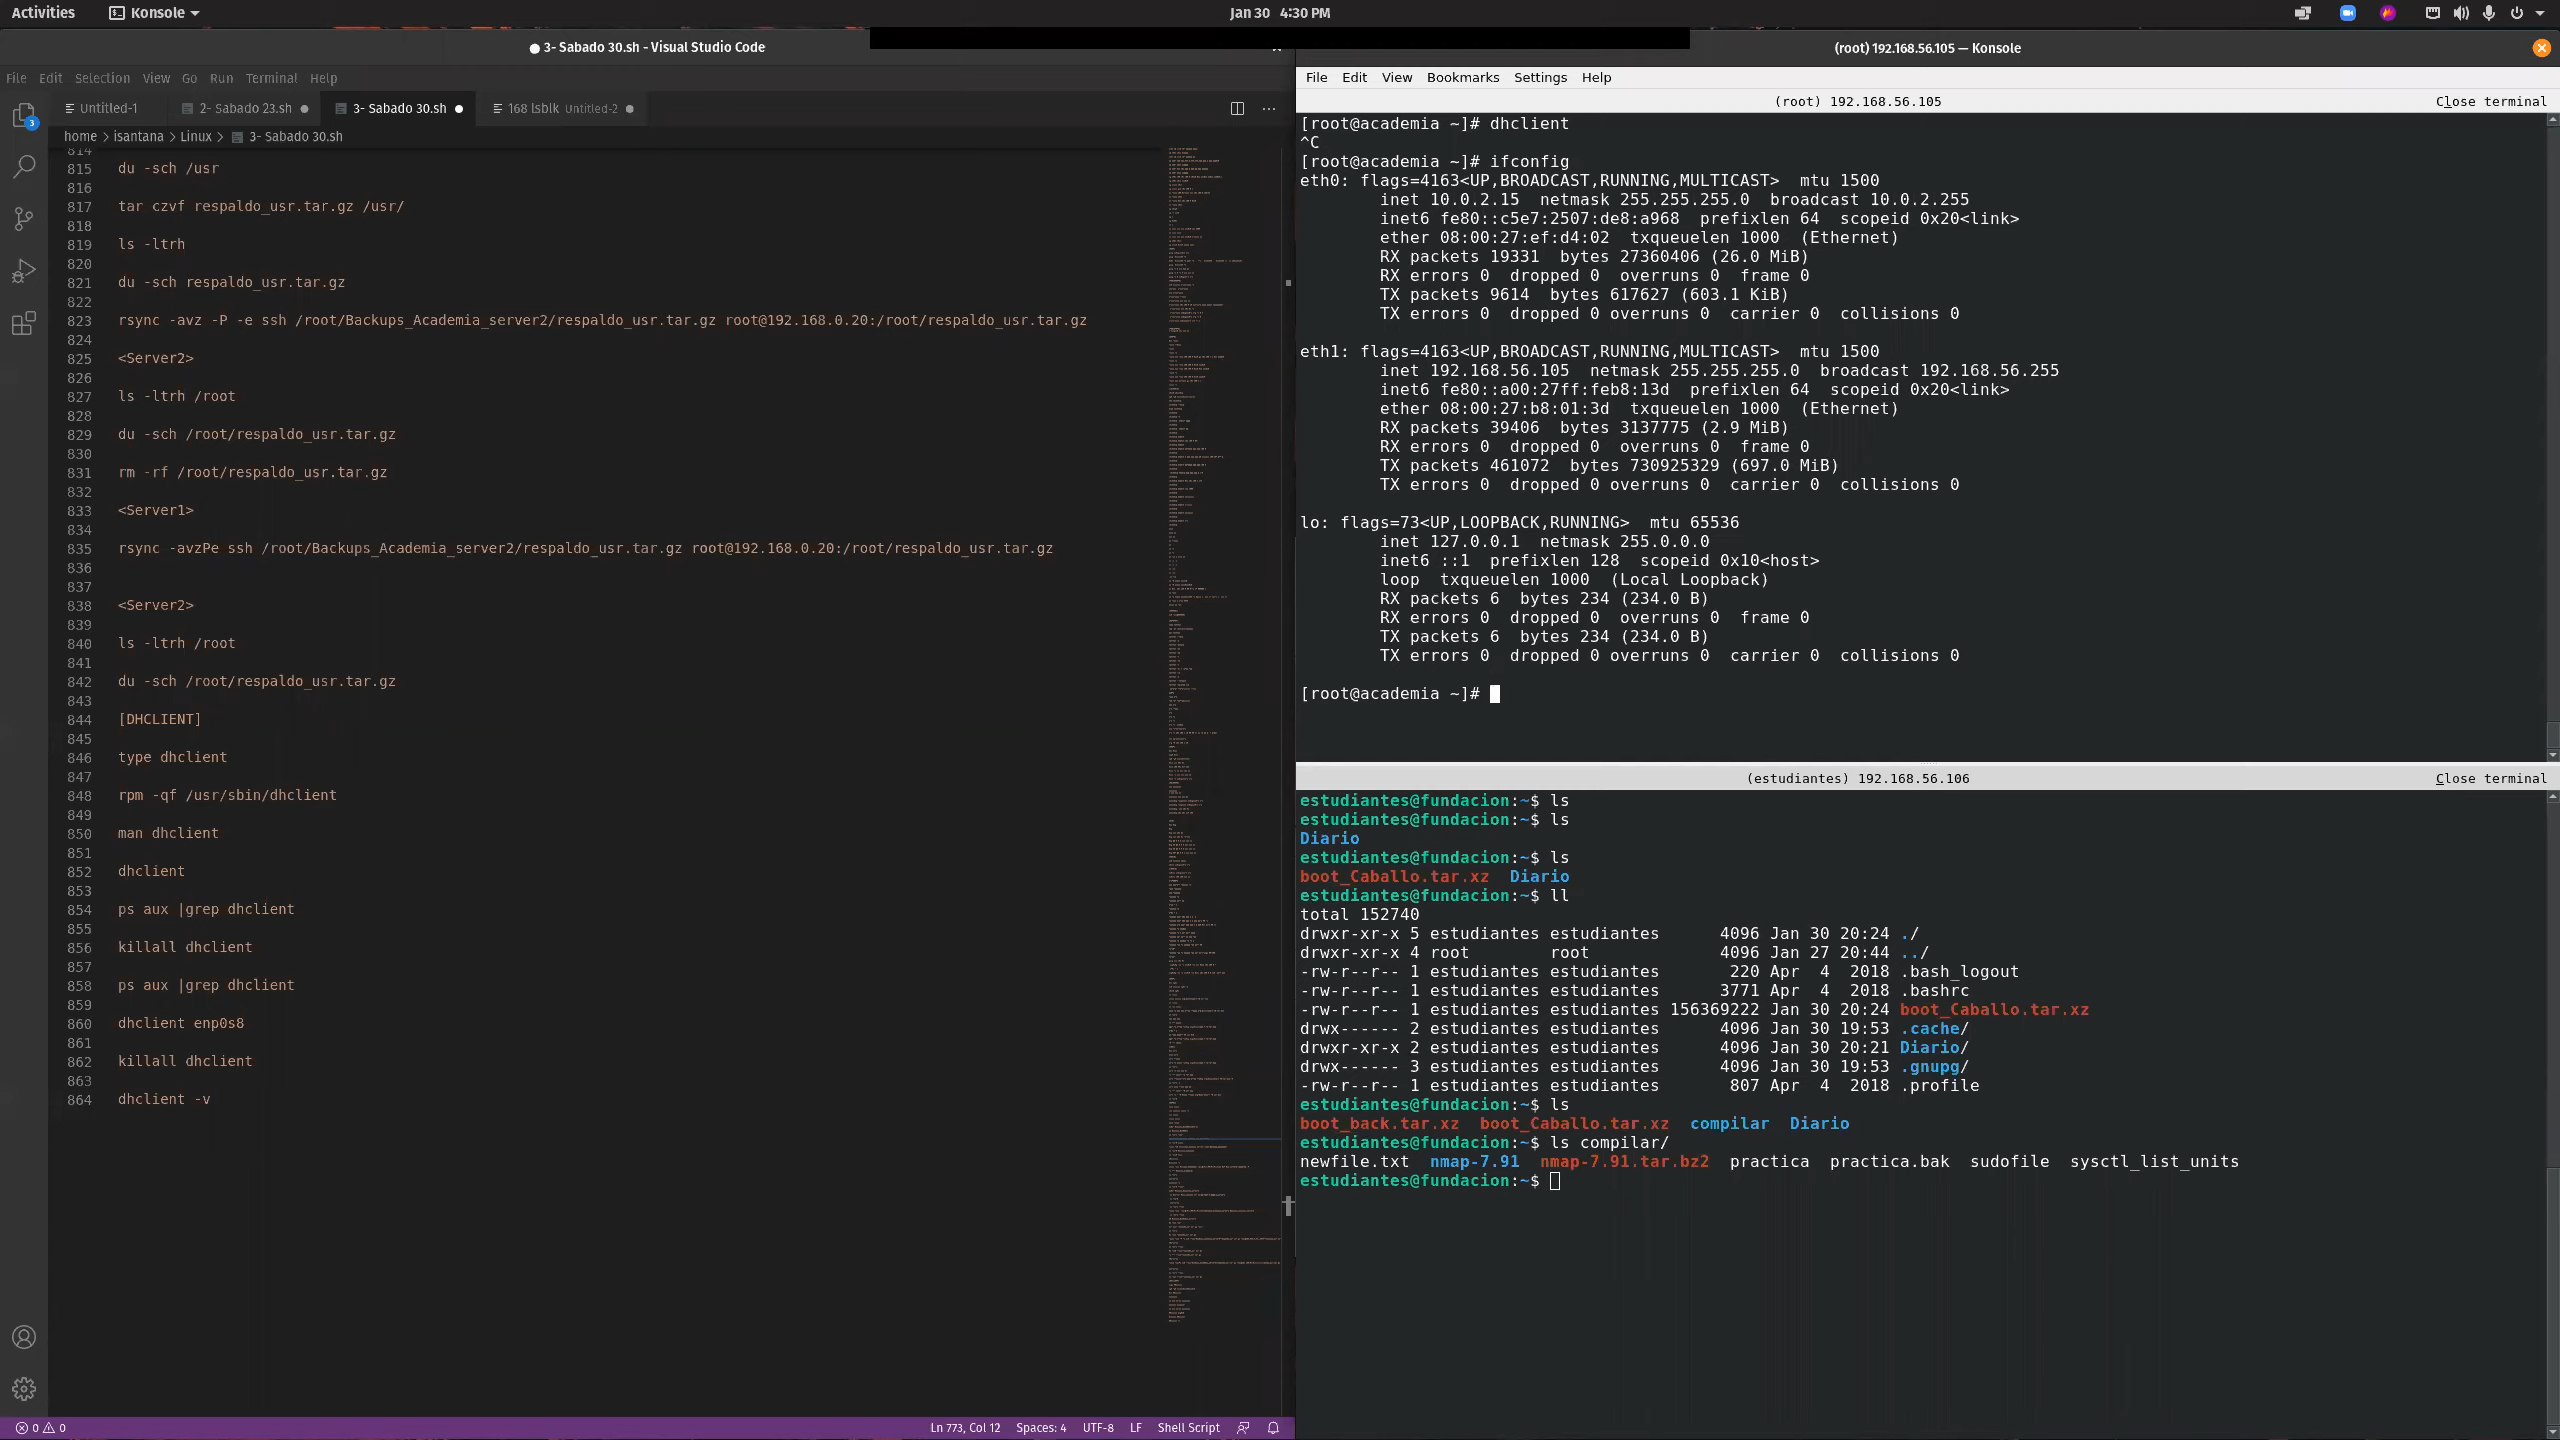 Activities
Konsole
Jan 30 4:30 PM
3- Sabado 30.sh - Visual Studio Code
File Edit Selection View Go Run Terminal Help
Untitled-1
2- Sabado 23.sh
3- Sabado 30.sh
168 lsblk Untitled-2
3
home > isantana > Linux > 3- Sabado 30.sh
814
815 du -sch /usr
816
817 tar czvf respaldo_usr.tar.gz /usr/
818
819 ls -ltrh
820
821 du -sch respaldo_usr.tar.gz
822
823 rsync -avz -P -e ssh /root/Backups_Academia_server2/respaldo_usr.tar.gz root@192.168.0.20:/root/respaldo_usr.tar.gz
824
825 <Server2>
826
827 ls -ltrh /root
828
829 du -sch /root/respaldo_usr.tar.gz
830
831 rm -rf /root/respaldo_usr.tar.gz
832
833 <Server1>
834
835 rsync -avzPe ssh /root/Backups_Academia_server2/respaldo_usr.tar.gz root@192.168.0.20:/root/respaldo_usr.tar.gz
836
837
838 <Server2>
839
840 ls -ltrh /root
841
842 du -sch /root/respaldo_usr.tar.gz
843
844 [DHCLIENT]
845
846 type dhclient
847
848 rpm -qf /usr/sbin/dhclient
849
850 man dhclient
851
852 dhclient
853
854 ps aux |grep dhclient
855
856 killall dhclient
857
858 ps aux |grep dhclient
859
860 dhclient enp0s8
861
862 killall dhclient
863
864 dhclient -v
0 0
Ln 773, Col 12 Spaces: 4 UTF-8 LF Shell Script
(root) 192.168.56.105 — Konsole
File Edit View Bookmarks Settings Help
(root) 192.168.56.105 Close terminal
[root@academia ~]# dhclient
^C
[root@academia ~]# ifconfig
eth0: flags=4163<UP,BROADCAST,RUNNING,MULTICAST> mtu 1500
inet 10.0.2.15 netmask 255.255.255.0 broadcast 10.0.2.255
inet6 fe80::c5e7:2507:de8:a968 prefixlen 64 scopeid 0x20<link>
ether 08:00:27:ef:d4:02 txqueuelen 1000 (Ethernet)
RX packets 19331 bytes 27360406 (26.0 MiB)
RX errors 0 dropped 0 overruns 0 frame 0
TX packets 9614 bytes 617627 (603.1 KiB)
TX errors 0 dropped 0 overruns 0 carrier 0 collisions 0
eth1: flags=4163<UP,BROADCAST,RUNNING,MULTICAST> mtu 1500
inet 192.168.56.105 netmask 255.255.255.0 broadcast 192.168.56.255
inet6 fe80::a00:27ff:feb8:13d prefixlen 64 scopeid 0x20<link>
ether 08:00:27:b8:01:3d txqueuelen 1000 (Ethernet)
RX packets 39406 bytes 3137775 (2.9 MiB)
RX errors 0 dropped 0 overruns 0 frame 0
TX packets 461072 bytes 730925329 (697.0 MiB)
TX errors 0 dropped 0 overruns 0 carrier 0 collisions 0
lo: flags=73<UP,LOOPBACK,RUNNING> mtu 65536
inet 127.0.0.1 netmask 255.0.0.0
inet6 ::1 prefixlen 128 scopeid 0x10<host>
loop txqueuelen 1000 (Local Loopback)
RX packets 6 bytes 234 (234.0 B)
RX errors 0 dropped 0 overruns 0 frame 0
TX packets 6 bytes 234 (234.0 B)
TX errors 0 dropped 0 overruns 0 carrier 0 collisions 0
[root@academia ~]#
(estudiantes) 192.168.56.106 Close terminal
estudiantes@fundacion:~$ ls
estudiantes@fundacion:~$ ls
Diario
estudiantes@fundacion:~$ ls
boot_Caballo.tar.xz Diario
estudiantes@fundacion:~$ ll
total 152740
drwxr-xr-x 5 estudiantes estudiantes 4096 Jan 30 20:24 ./
drwxr-xr-x 4 root root 4096 Jan 27 20:44 ../
-rw-r--r-- 1 estudiantes estudiantes 220 Apr 4 2018 .bash_logout
-rw-r--r-- 1 estudiantes estudiantes 3771 Apr 4 2018 .bashrc
-rw-r--r-- 1 estudiantes estudiantes 156369222 Jan 30 20:24 boot_Caballo.tar.xz
drwx------ 2 estudiantes estudiantes 4096 Jan 30 19:53 .cache/
drwxr-xr-x 2 estudiantes estudiantes 4096 Jan 30 20:21 Diario/
drwx------ 3 estudiantes estudiantes 4096 Jan 30 19:53 .gnupg/
-rw-r--r-- 1 estudiantes estudiantes 807 Apr 4 2018 .profile
estudiantes@fundacion:~$ ls
boot_back.tar.xz boot_Caballo.tar.xz compilar Diario
estudiantes@fundacion:~$ ls compilar/
newfile.txt nmap-7.91 nmap-7.91.tar.bz2 practica practica.bak sudofile sysctl_list_units
estudiantes@fundacion:~$